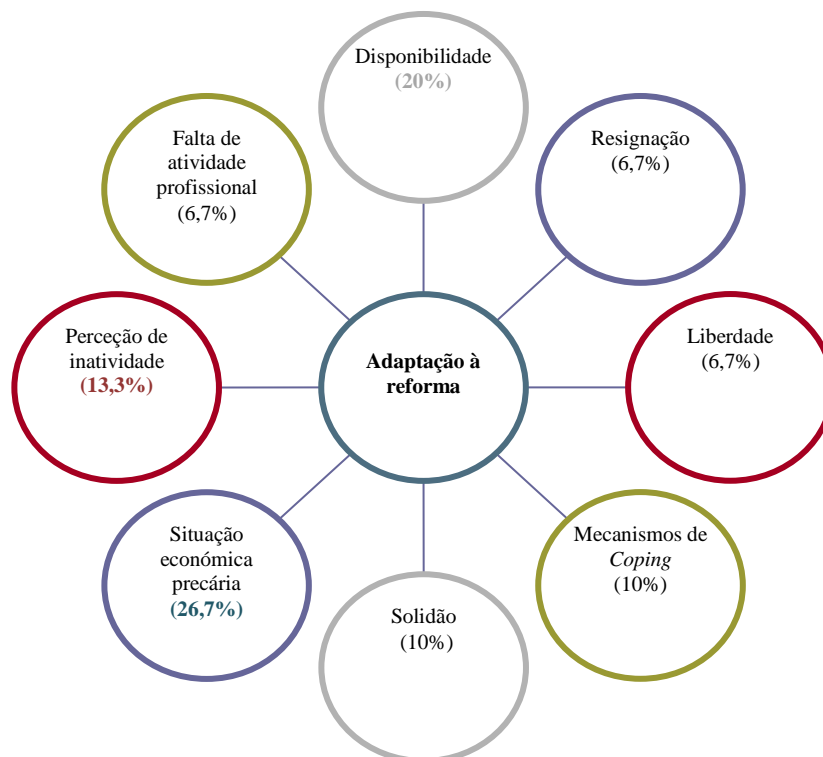 Disponibilidade
(20%)
Falta de
atividade
profissional
(6,7%)
Resignação
(6,7%)
Perceção de
inatividade
(13,3%)
Adaptação à
reforma
Liberdade
(6,7%)
Situação
económica
precária
(26,7%)
Mecanismos de
Coping
(10%)
Solidão
(10%)